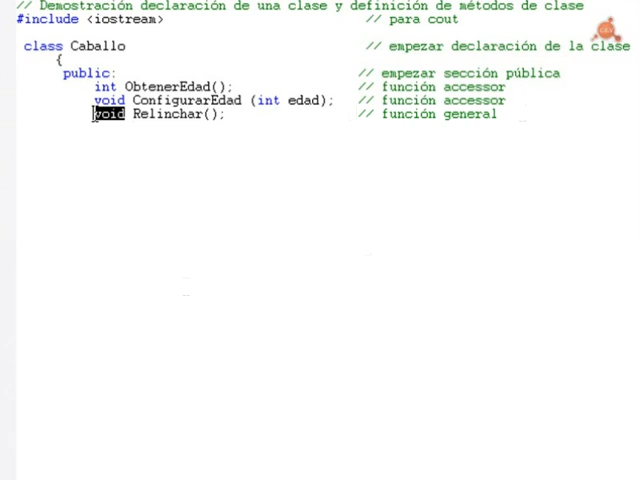 // Demostración declaración de una clase y definición de métodos de clase
#include <iostream> // para cout
class Caballo // empezar declaración de la clase
{
public: // empezar sección pública
int ObtenerEdad(); // función accessor
void ConfigurarEdad (int edad); // función accessor
void Relinchar(); // función general